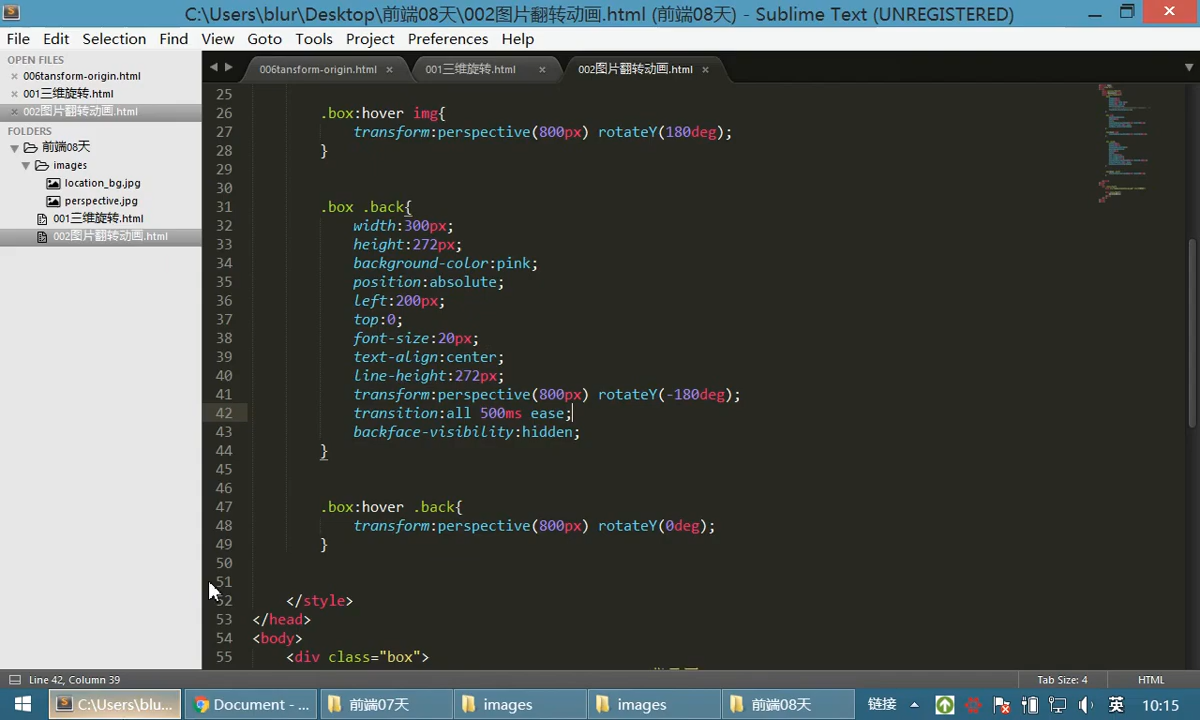 C:\Users\blur\Desktop\前端08天\002图片翻转动画.html (前端08天) - Sublime Text (UNREGISTERED)
File Edit Selection Find View Goto Tools Project Preferences Help
OPEN FILES
006tansform-origin.html
001三维旋转.html
002图片翻转动画.html
FOLDERS
前端08天
images
location_bg.jpg
perspective.jpg
001三维旋转.html
002图片翻转动画.html
006tansform-origin.html 001三维旋转.html 002图片翻转动画.html
25
26 .box:hover img{
27 transform:perspective(800px) rotateY(180deg);
28 }
29
30
31 .box .back{
32 width:300px;
33 height:272px;
34 background-color:pink;
35 position:absolute;
36 left:200px;
37 top:0;
38 font-size:20px;
39 text-align:center;
40 line-height:272px;
41 transform:perspective(800px) rotateY(-180deg);
42 transition:all 500ms ease;
43 backface-visibility:hidden;
44 }
45
46
47 .box:hover .back{
48 transform:perspective(800px) rotateY(0deg);
49 }
50
51
52 </style>
53 </head>
54 <body>
55 <div class="box">
Line 42, Column 39 Tab Size: 4 HTML
C:\Users\blu... Document - ... 前端07天 images images 前端08天 链接 英 10:15